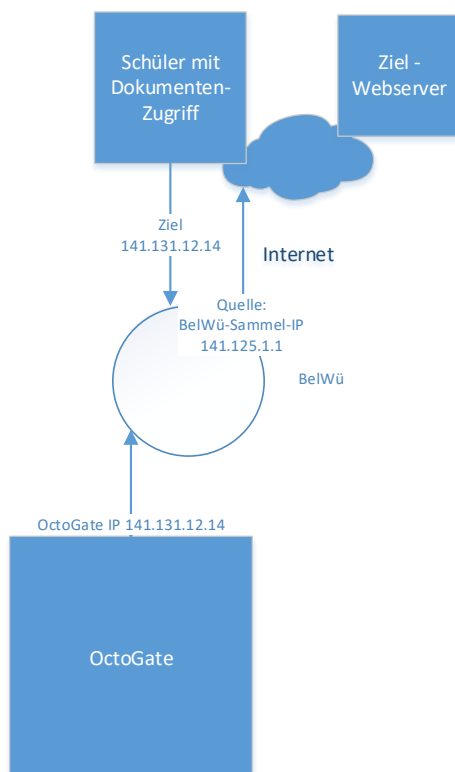 Schüler mit
Dokumenten-
Zugriff
Ziel -
Webserver
Ziel
141.131.12.14
Internet
Quelle:
BelWü-Sammel-IP
141.125.1.1
BelWü
OctoGate IP 141.131.12.14
OctoGate